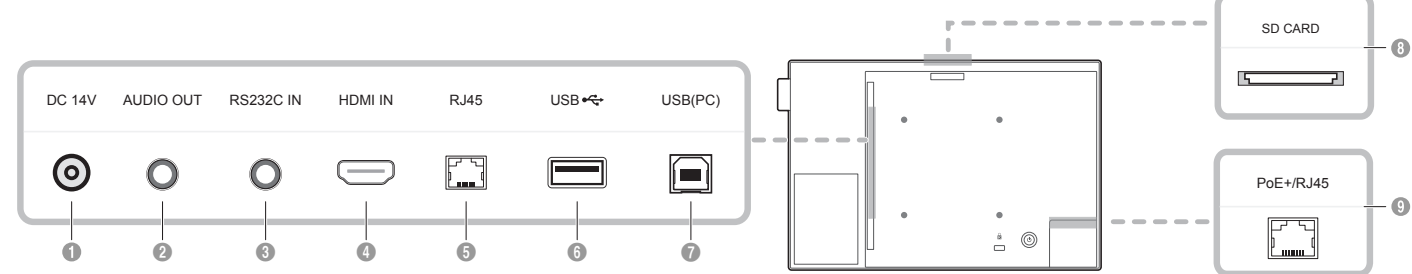 SD CARD
8
DC 14V AUDIO OUT RS232C IN HDMI IN RJ45 USB USB(PC)
PoE+/RJ45
9
1 2 3 4 5 6 7